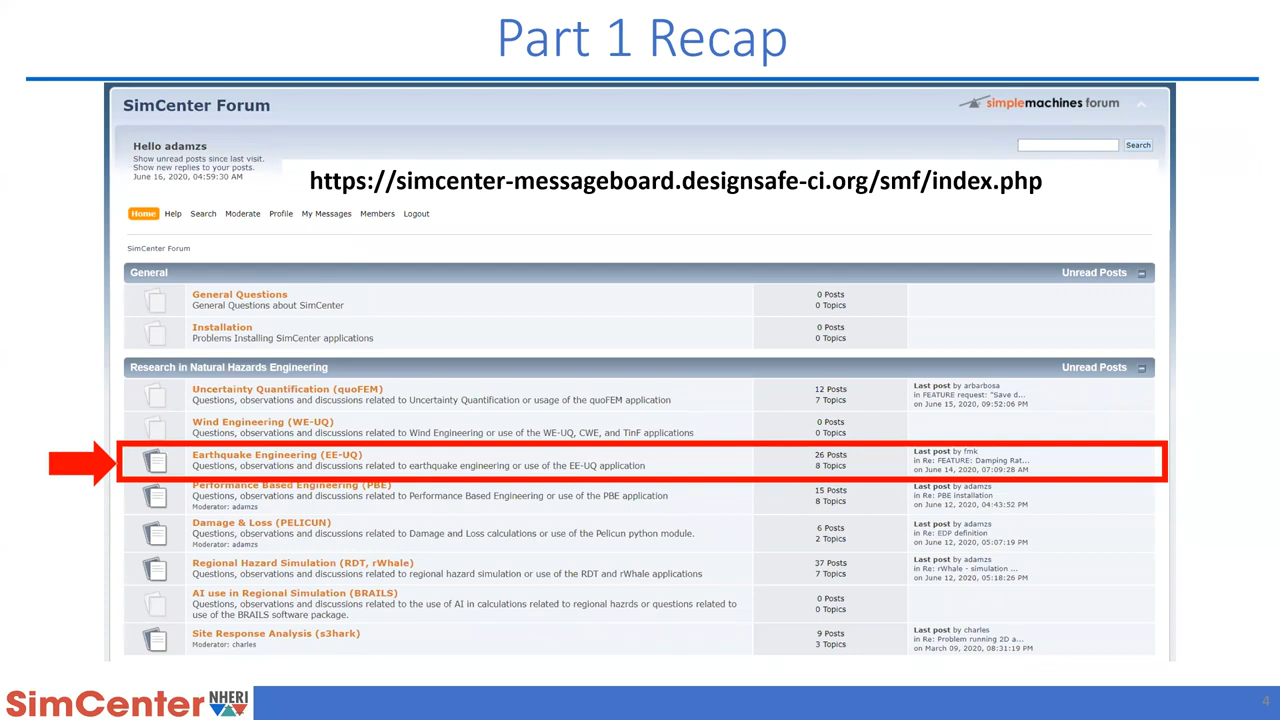 Part 1 Recap
SimCenter Forum
simplemachines forum
Hello adamzs
Show unread posts since last visit.
Show new replies to your posts.
June 16, 2020, 04:59:30 AM
Search
https://simcenter-messageboard.designsafe-ci.org/smf/index.php
Home Help Search Moderate Profile My Messages Members Logout
SimCenter Forum
General Unread Posts
General Questions
General Questions about SimCenter
0 Posts
0 Topics
Installation
Problems Installing SimCenter applications
0 Posts
0 Topics
Research in Natural Hazards Engineering Unread Posts
Uncertainty Quantification (quoFEM)
Questions, observations and discussions related to Uncertainty Quantification or usage of the quoFEM application
12 Posts
7 Topics
Last post by arbarbosa
in FEATURE request: "Save d...
on June 15, 2020, 09:52:06 PM
Wind Engineering (WE-UQ)
Questions, observations and discussions related to Wind Engineering or use of the WE-UQ, CWE, and TinF applications
0 Posts
0 Topics
Earthquake Engineering (EE-UQ)
Questions, observations and discussions related to earthquake engineering or use of the EE-UQ application
26 Posts
8 Topics
Last post by fmk
in Re: FEATURE: Damping Rat...
on June 14, 2020, 07:09:28 AM
Performance Based Engineering (PBE)
Questions, observations and discussions related to Performance Based Engineering or use of the PBE application
Moderator: adamzs
15 Posts
8 Topics
Last post by adamzs
in Re: PBE installation
on June 12, 2020, 04:43:52 PM
Damage & Loss (PELICUN)
Questions, observations and discussions related to Damage and Loss calculations or use of the Pelicun python module.
Moderator: adamzs
6 Posts
2 Topics
Last post by adamzs
in Re: EDP definition
on June 12, 2020, 05:07:19 PM
Regional Hazard Simulation (RDT, rWhale)
Questions, observations and discussions related to regional hazard simulation or use of the RDT and rWhale applications
37 Posts
7 Topics
Last post by adamzs
in Re: rWhale - simulation ...
on June 12, 2020, 05:18:26 PM
AI use in Regional Simulation (BRAILS)
Questions, observations and discussions related to the use of AI in calculations related to regional hazrds or questions related to
use of the BRAILS software package.
0 Posts
0 Topics
Site Response Analysis (s3hark)
Moderator: charles
9 Posts
3 Topics
Last post by charles
in Re: Problem running 2D a...
on March 09, 2020, 08:31:19 PM
SimCenter NHERI
4